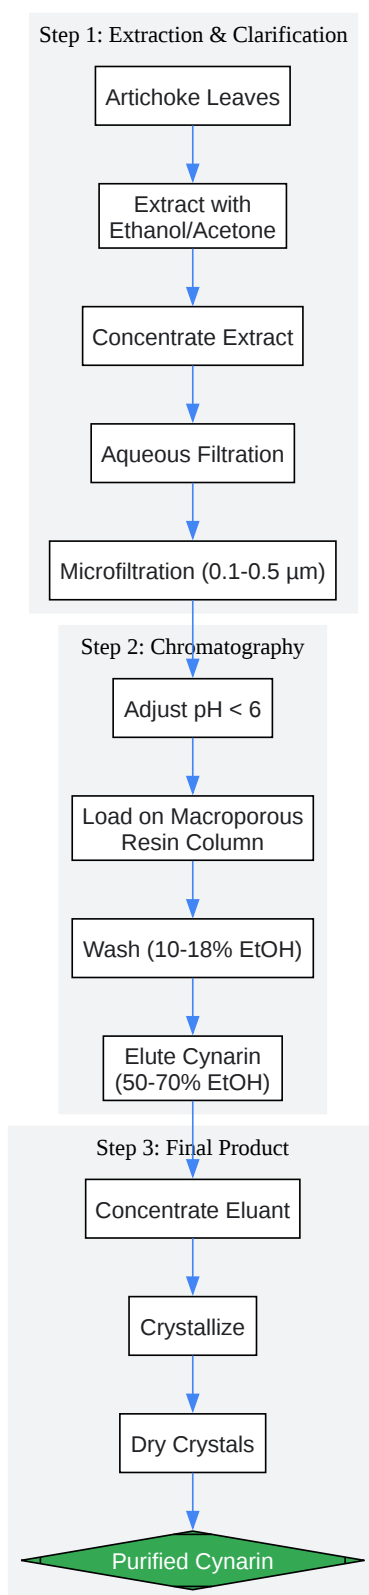 Step 1: Extraction & Clarification
Artichoke Leaves
Extract with
Ethanol/Acetone
Concentrate Extract
Aqueous Filtration
Microfiltration (0.1-0.5 µm)
Step 2: Chromatography
Adjust pH < 6
Load on Macroporous
Resin Column
Wash (10-18% EtOH)
Elute Cynarin
(50-70% EtOH)
Step 3: Final Product
Concentrate Eluant
Crystallize
Dry Crystals
Purified Cynarin